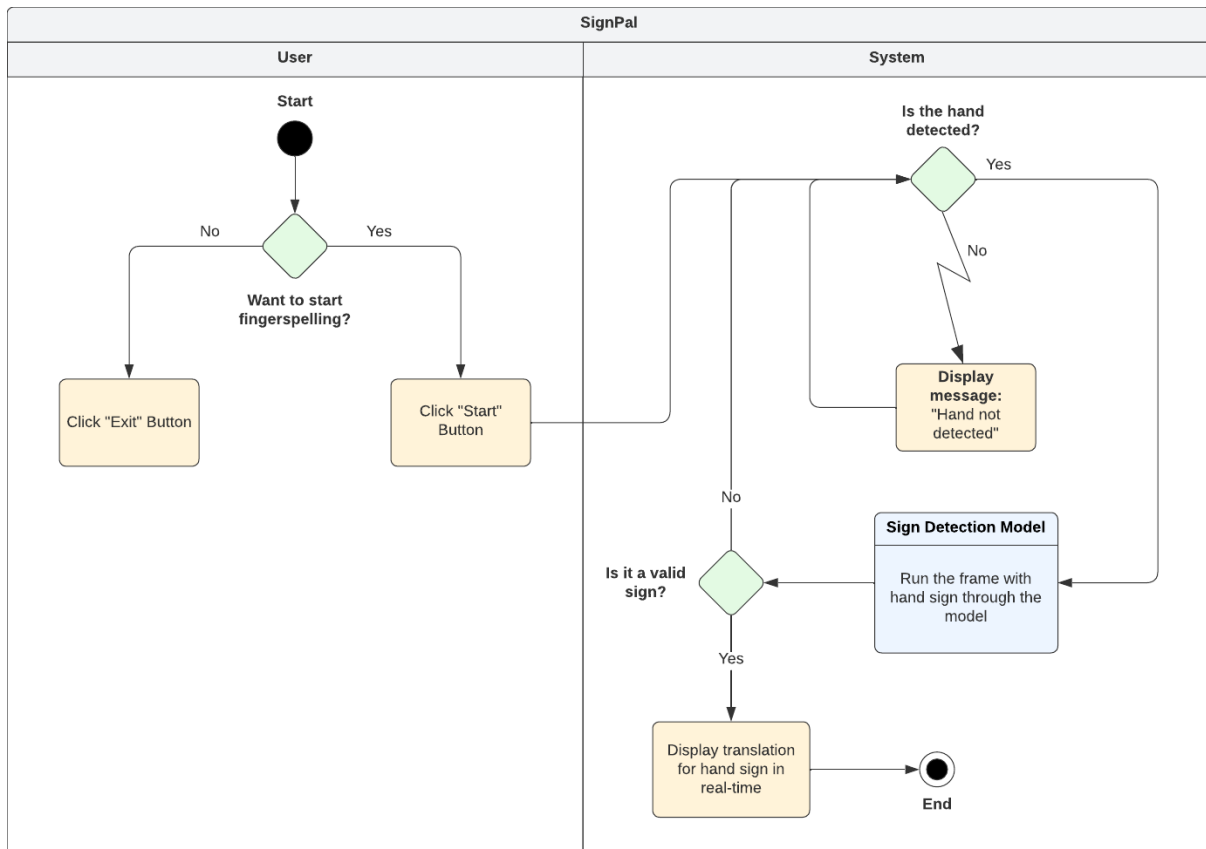 SignPal
User
System
Start
No
Yes
Want to start
fingerspelling?
Click "Exit" Button
Click "Start"
Button
Is the hand
detected?
Yes
No
Display
message:
"Hand not
detected"
No
Sign Detection Model
Run the frame with
hand sign through the
model
Is it a valid
sign?
Yes
Display translation
for hand sign in
real-time
End